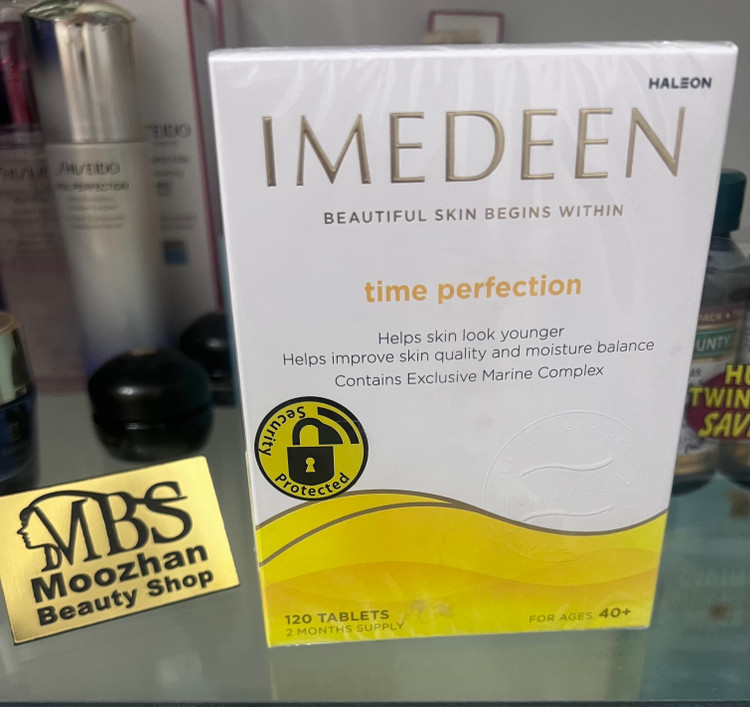 HALEON
IMEDEEN
BEAUTIFUL SKIN BEGINS WITHIN
time perfection
Helps skin look younger
Helps improve skin quality and moisture balance
Contains Exclusive Marine Complex
Security
Protected
120 TABLETS
2 MONTHS SUPPLY
FOR AGES 40+
MBS
Moozhan
Beauty Shop
SHISEIDO
TWIN
SAV